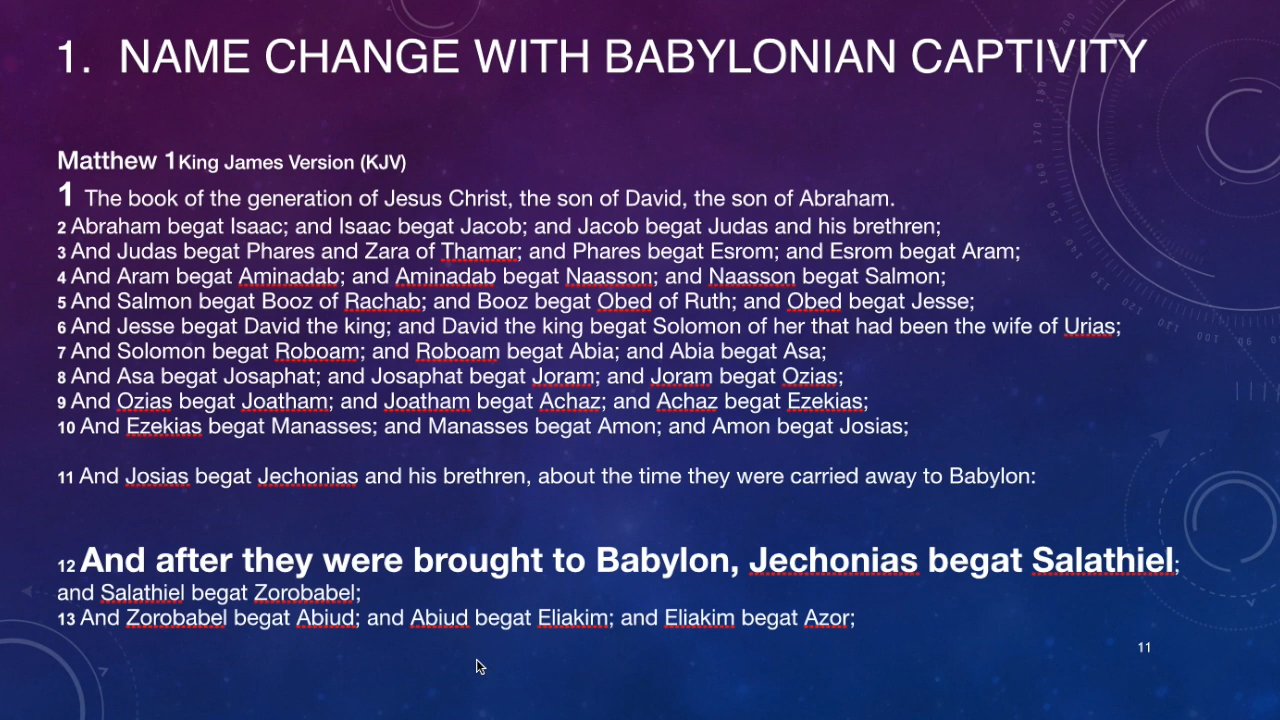 1. NAME CHANGE WITH BABYLONIAN CAPTIVITY
Matthew 1King James Version (KJV)
1 The book of the generation of Jesus Christ, the son of David, the son of Abraham.
2 Abraham begat Isaac; and Isaac begat Jacob; and Jacob begat Judas and his brethren;
3 And Judas begat Phares and Zara of Thamar; and Phares begat Esrom; and Esrom begat Aram;
4 And Aram begat Aminadab; and Aminadab begat Naasson; and Naasson begat Salmon;
5 And Salmon begat Booz of Rachab; and Booz begat Obed of Ruth; and Obed begat Jesse;
6 And Jesse begat David the king; and David the king begat Solomon of her that had been the wife of Urias;
7 And Solomon begat Roboam; and Roboam begat Abia; and Abia begat Asa;
8 And Asa begat Josaphat; and Josaphat begat Joram; and Joram begat Ozias;
9 And Ozias begat Joatham; and Joatham begat Achaz; and Achaz begat Ezekias;
10 And Ezekias begat Manasses; and Manasses begat Amon; and Amon begat Josias;
11 And Josias begat Jechonias and his brethren, about the time they were carried away to Babylon:
12 And after they were brought to Babylon, Jechonias begat Salathiel;
and Salathiel begat Zorobabel;
13 And Zorobabel begat Abiud; and Abiud begat Eliakim; and Eliakim begat Azor;
11